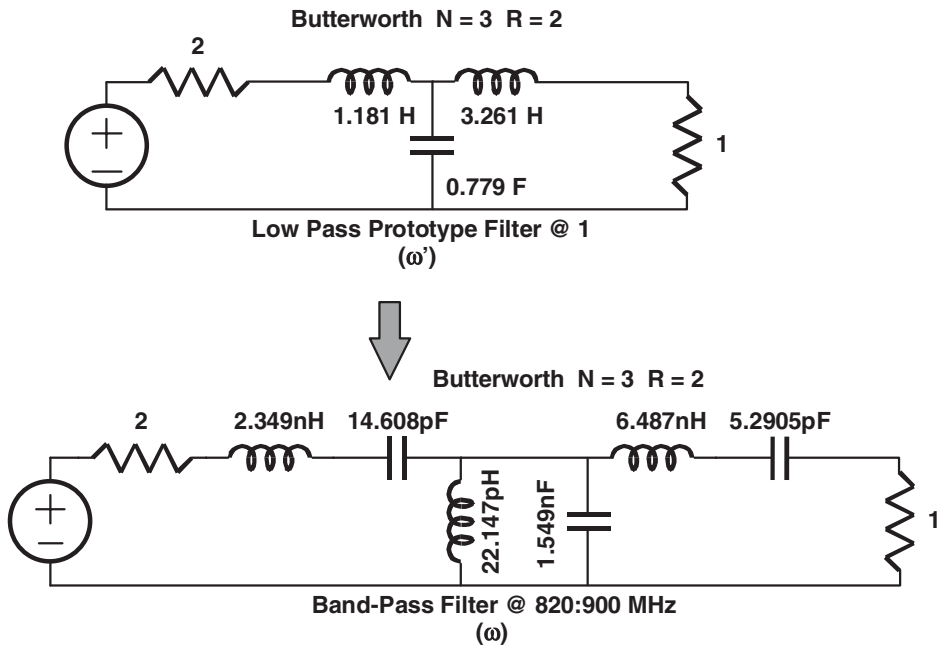 Butterworth N = 3 R = 2
2
1.181 H
3.261 H
1
0.779 F
Low Pass Prototype Filter @ 1
(ω')
Butterworth N = 3 R = 2
2
2.349nH
14.608pF
6.487nH
5.2905pF
22.147pH
1.549nF
1
Band-Pass Filter @ 820:900 MHz
(ω)